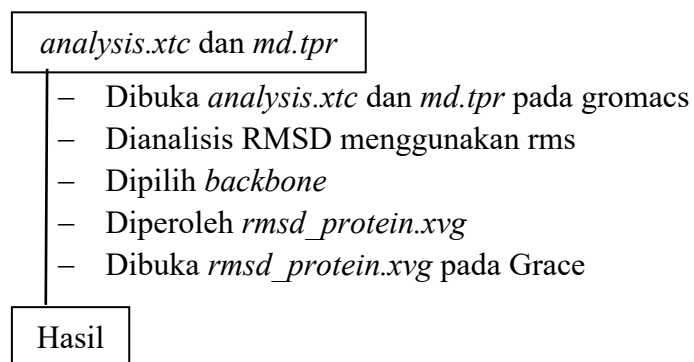 analysis.xtc dan md.tpr
– Dibuka analysis.xtc dan md.tpr pada gromacs
– Dianalisis RMSD menggunakan rms
– Dipilih backbone
– Diperoleh rmsd_protein.xvg
– Dibuka rmsd_protein.xvg pada Grace
Hasil